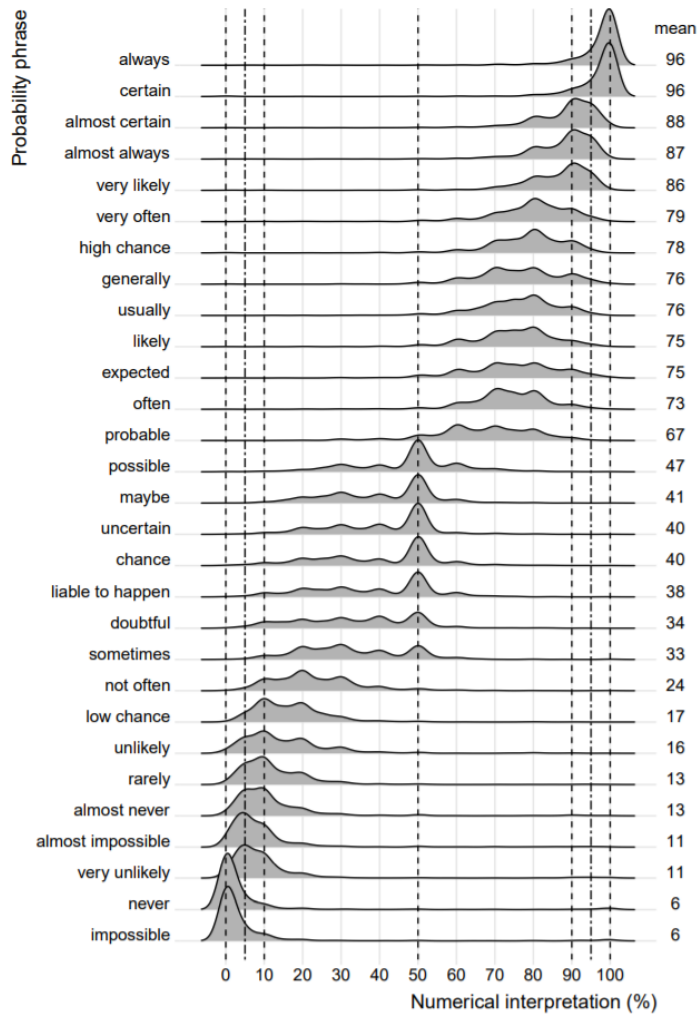 Probability phrase
mean
always 96
certain 96
almost certain 88
almost always 87
very likely 86
very often 79
high chance 78
generally 76
usually 76
likely 75
expected 75
often 73
probable 67
possible 47
maybe 41
uncertain 40
chance 40
liable to happen 38
doubtful 34
sometimes 33
not often 24
low chance 17
unlikely 16
rarely 13
almost never 13
almost impossible 11
very unlikely 11
never 6
impossible 6
0 10 20 30 40 50 60 70 80 90 100
Numerical interpretation (%)